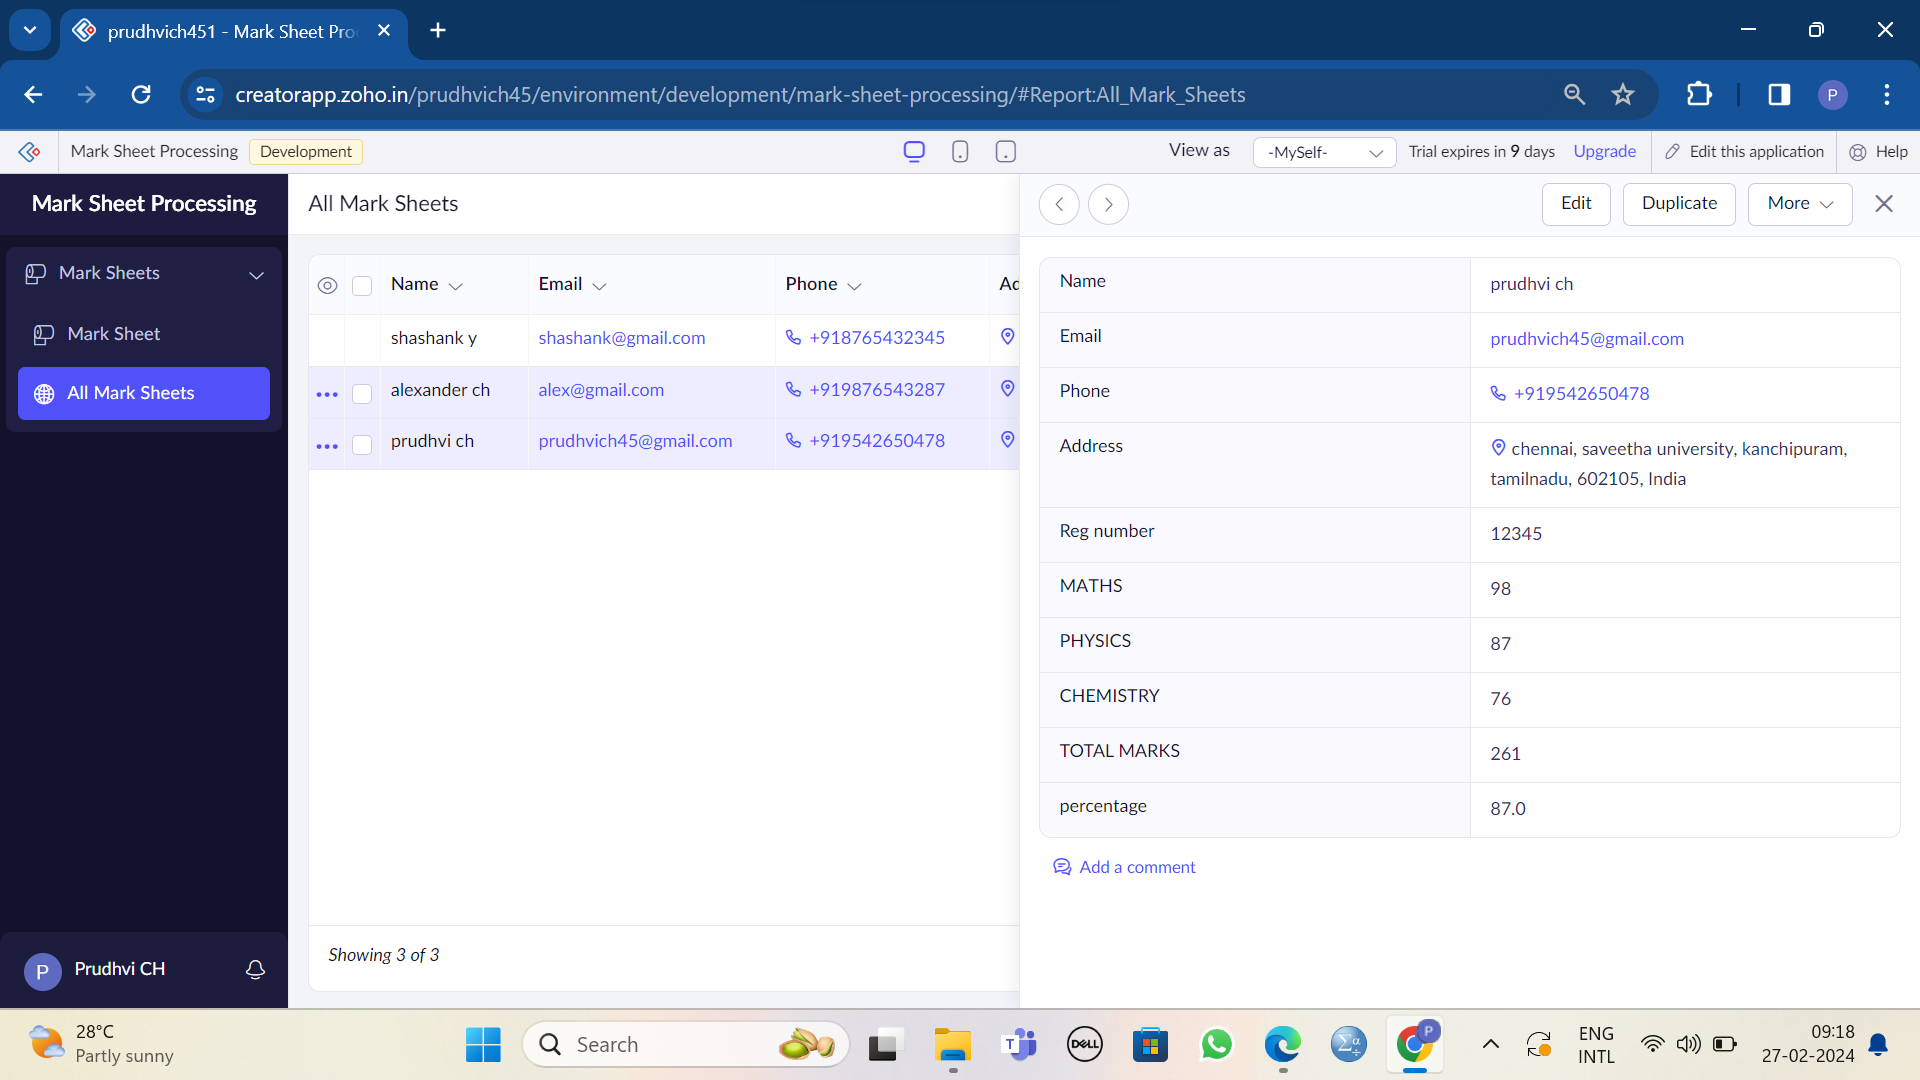 prudhvich451 - Mark Sheet Pro
creatorapp.zoho.in/prudhvich45/environment/development/mark-sheet-processing/#Report:All_Mark_Sheets
P
Mark Sheet Processing Development View as -MySelf- Trial expires in 9 days Upgrade Edit this application Help
Mark Sheet Processing
Mark Sheets
Mark Sheet
All Mark Sheets
All Mark Sheets
Name Email Phone Ad
shashank y shashank@gmail.com +918765432345
alexander ch alex@gmail.com +919876543287
prudhvi ch prudhvich45@gmail.com +919542650478
Showing 3 of 3
Edit Duplicate More
Name prudhvi ch
Email prudhvich45@gmail.com
Phone +919542650478
Address chennai, saveetha university, kanchipuram,
tamilnadu, 602105, India
Reg number 12345
MATHS 98
PHYSICS 87
CHEMISTRY 76
TOTAL MARKS 261
percentage 87.0
Add a comment
P Prudhvi CH
28°C
Partly sunny
Search
T
DELL
Σα
P
ENG
INTL
09:18
27-02-2024